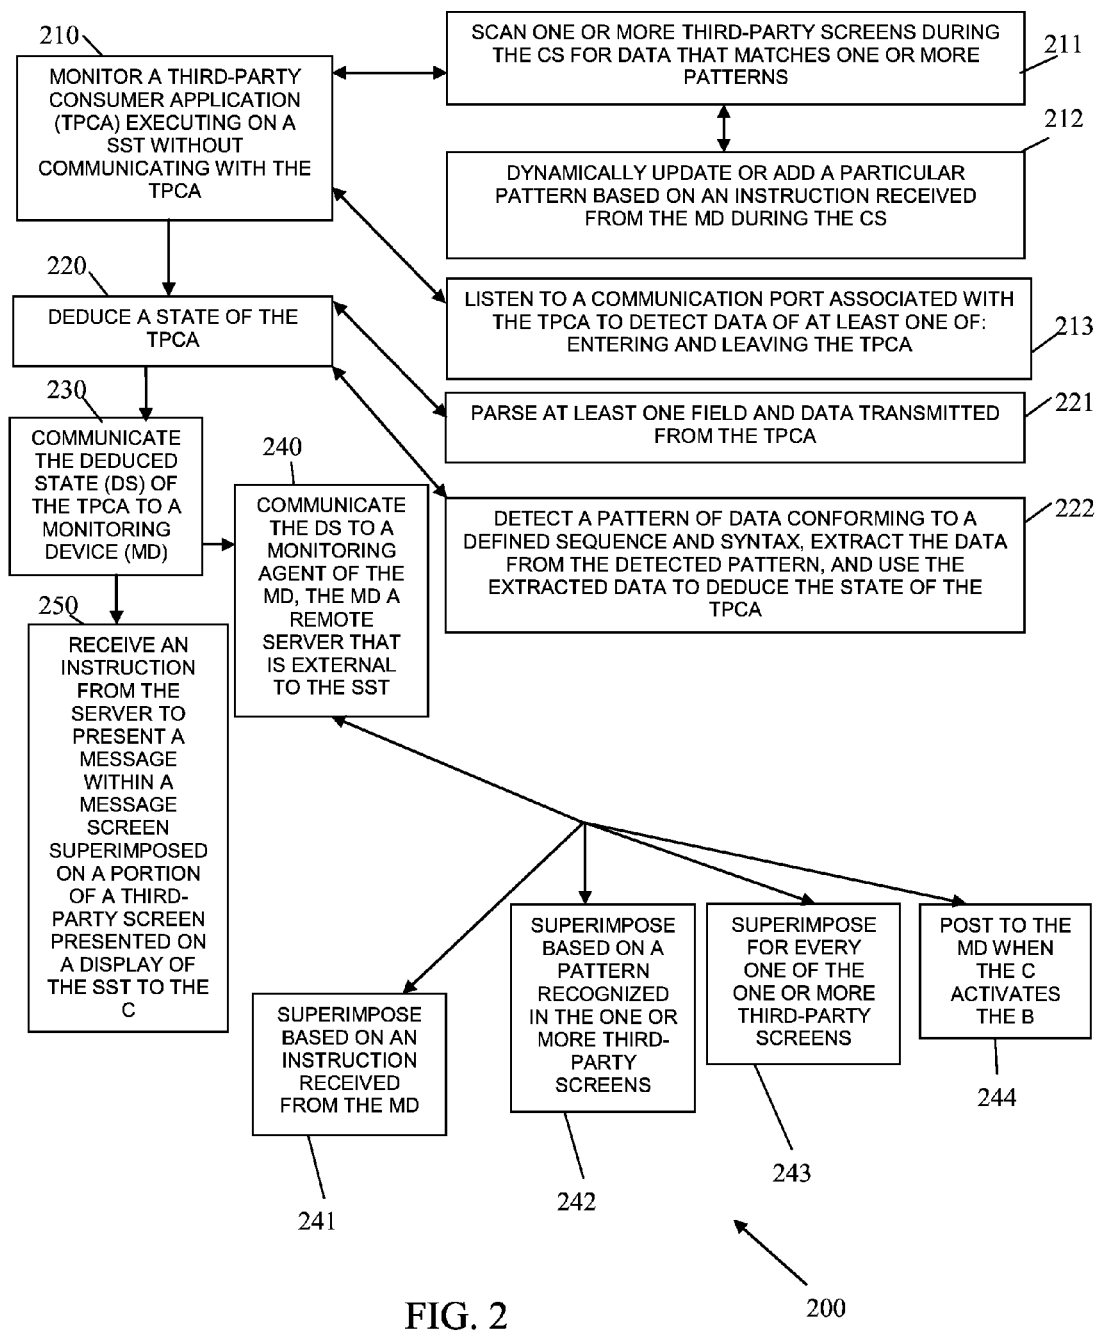 210
MONITOR A THIRD-PARTY
CONSUMER APPLICATION
(TPCA) EXECUTING ON A
SST WITHOUT
COMMUNICATING WITH THE
TPCA
SCAN ONE OR MORE THIRD-PARTY SCREENS DURING
THE CS FOR DATA THAT MATCHES ONE OR MORE
PATTERNS
211
212
DYNAMICALLY UPDATE OR ADD A PARTICULAR
PATTERN BASED ON AN INSTRUCTION RECEIVED
FROM THE MD DURING THE CS
220
DEDUCE A STATE OF THE
TPCA
LISTEN TO A COMMUNICATION PORT ASSOCIATED WITH
THE TPCA TO DETECT DATA OF AT LEAST ONE OF:
ENTERING AND LEAVING THE TPCA
213
230
COMMUNICATE
THE DEDUCED
STATE (DS) OF
THE TPCA TO A
MONITORING
DEVICE (MD)
PARSE AT LEAST ONE FIELD AND DATA TRANSMITTED
FROM THE TPCA
221
240
COMMUNICATE
THE DS TO A
MONITORING
AGENT OF THE
MD, THE MD A
REMOTE
SERVER THAT
IS EXTERNAL
TO THE SST
DETECT A PATTERN OF DATA CONFORMING TO A
DEFINED SEQUENCE AND SYNTAX, EXTRACT THE DATA
FROM THE DETECTED PATTERN, AND USE THE
EXTRACTED DATA TO DEDUCE THE STATE OF THE
TPCA
222
250
RECEIVE AN
INSTRUCTION
FROM THE
SERVER TO
PRESENT A
MESSAGE
WITHIN A
MESSAGE
SCREEN
SUPERIMPOSED
ON A PORTION
OF A THIRD-
PARTY SCREEN
PRESENTED ON
A DISPLAY OF
THE SST TO THE
C
SUPERIMPOSE
BASED ON AN
INSTRUCTION
RECEIVED
FROM THE MD
241
SUPERIMPOSE
BASED ON A
PATTERN
RECOGNIZED
IN THE ONE OR
MORE THIRD-
PARTY
SCREENS
242
SUPERIMPOSE
FOR EVERY
ONE OF THE
ONE OR MORE
THIRD-PARTY
SCREENS
243
POST TO THE
MD WHEN
THE C
ACTIVATES
THE B
244
200
FIG. 2